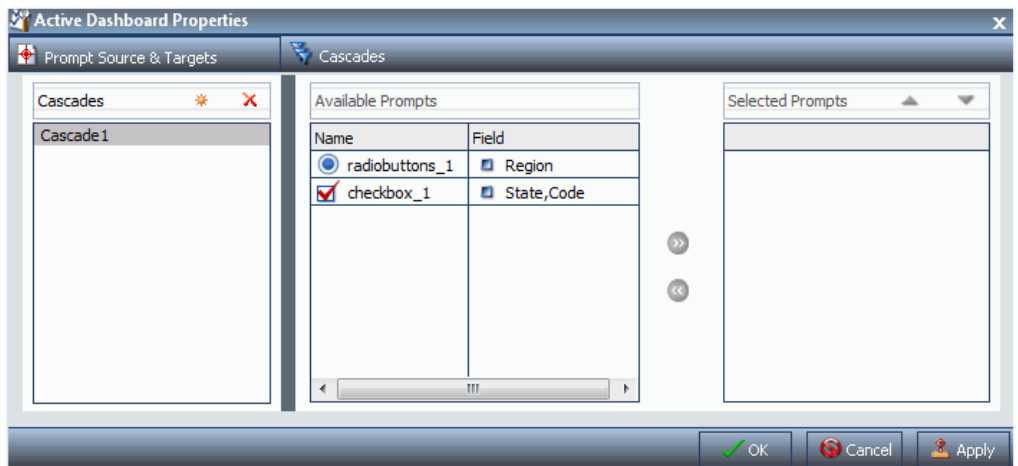 Active Dashboard Properties
x
Prompt Source & Targets
Cascades
Cascades
Cascade1
Available Prompts
Name Field
radiobuttons_1 Region
checkbox_1 State,Code
Selected Prompts
OK Cancel Apply